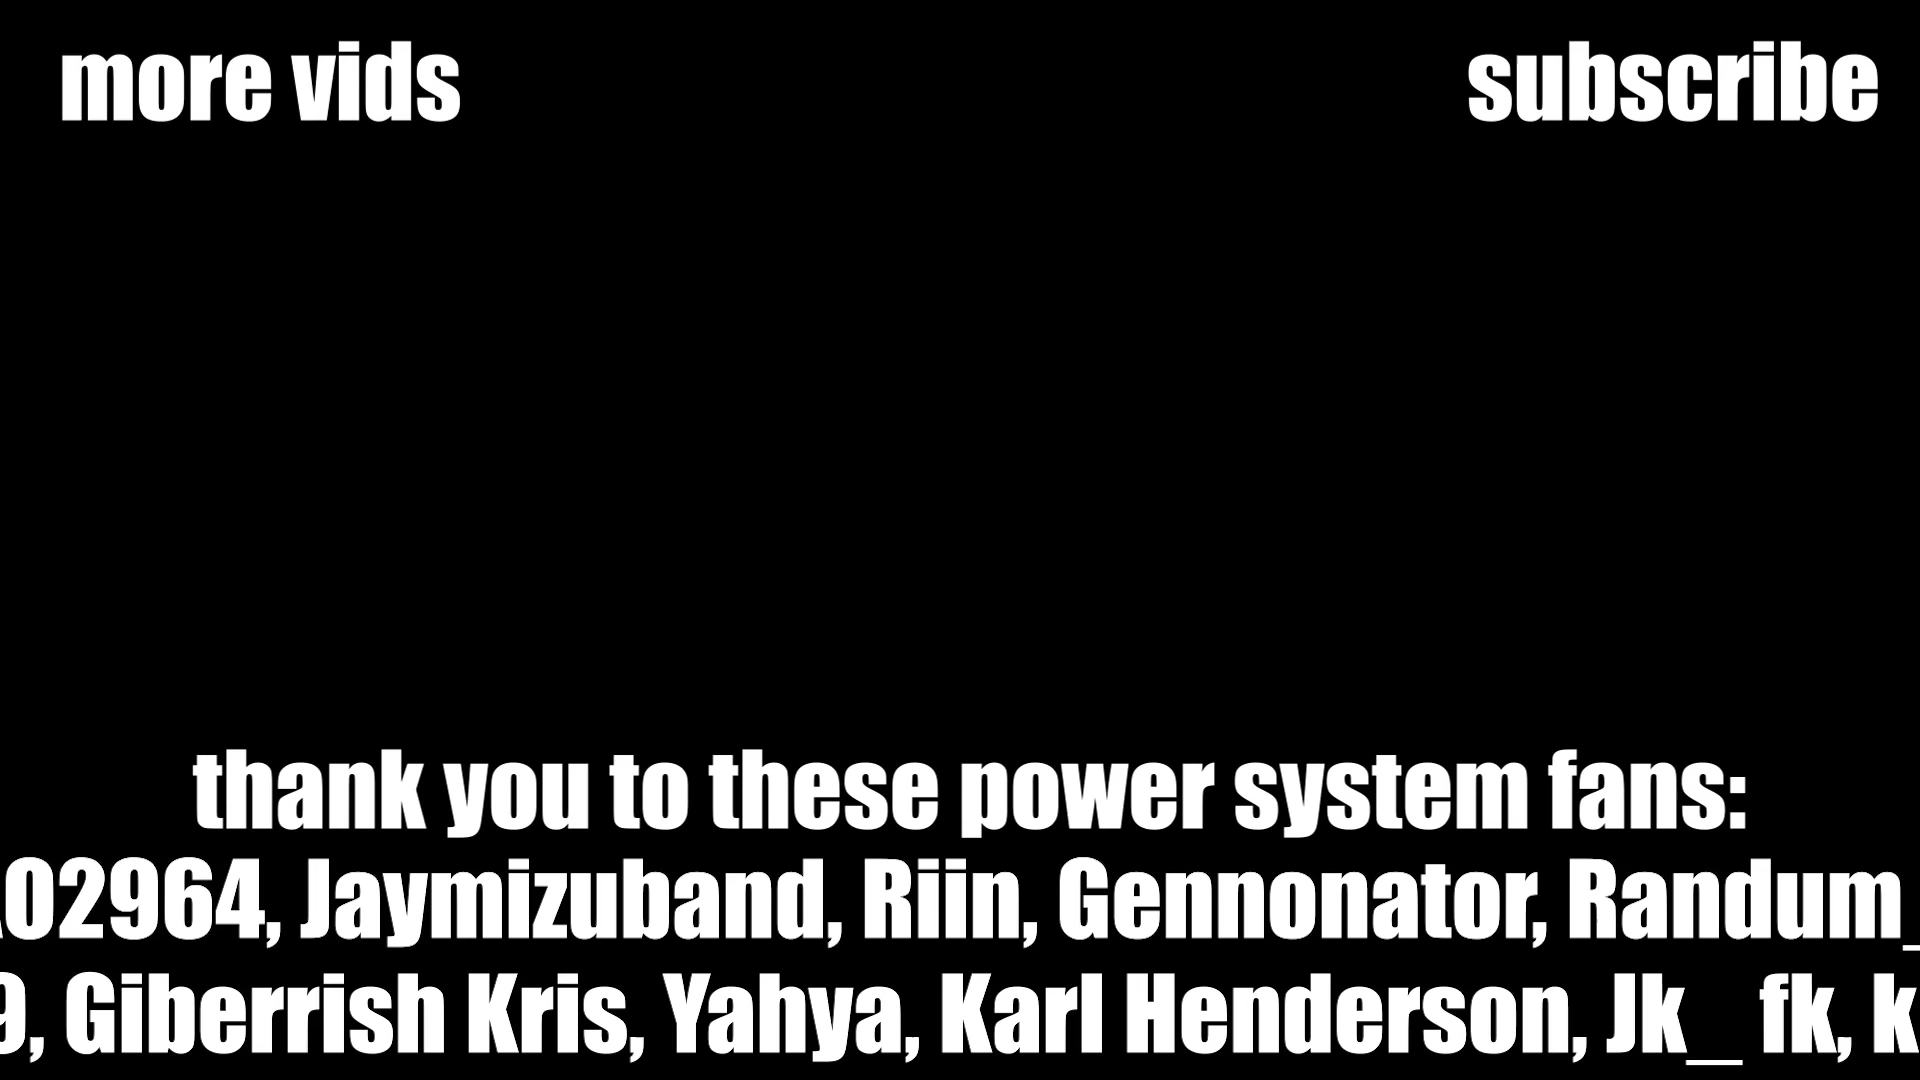 more vids
subscribe
thank you to these power system fans:
02964, Jaymizuband, Riin, Gennonator, Randum_
9, Giberrish Kris, Yahya, Karl Henderson, Jk_ fk, k